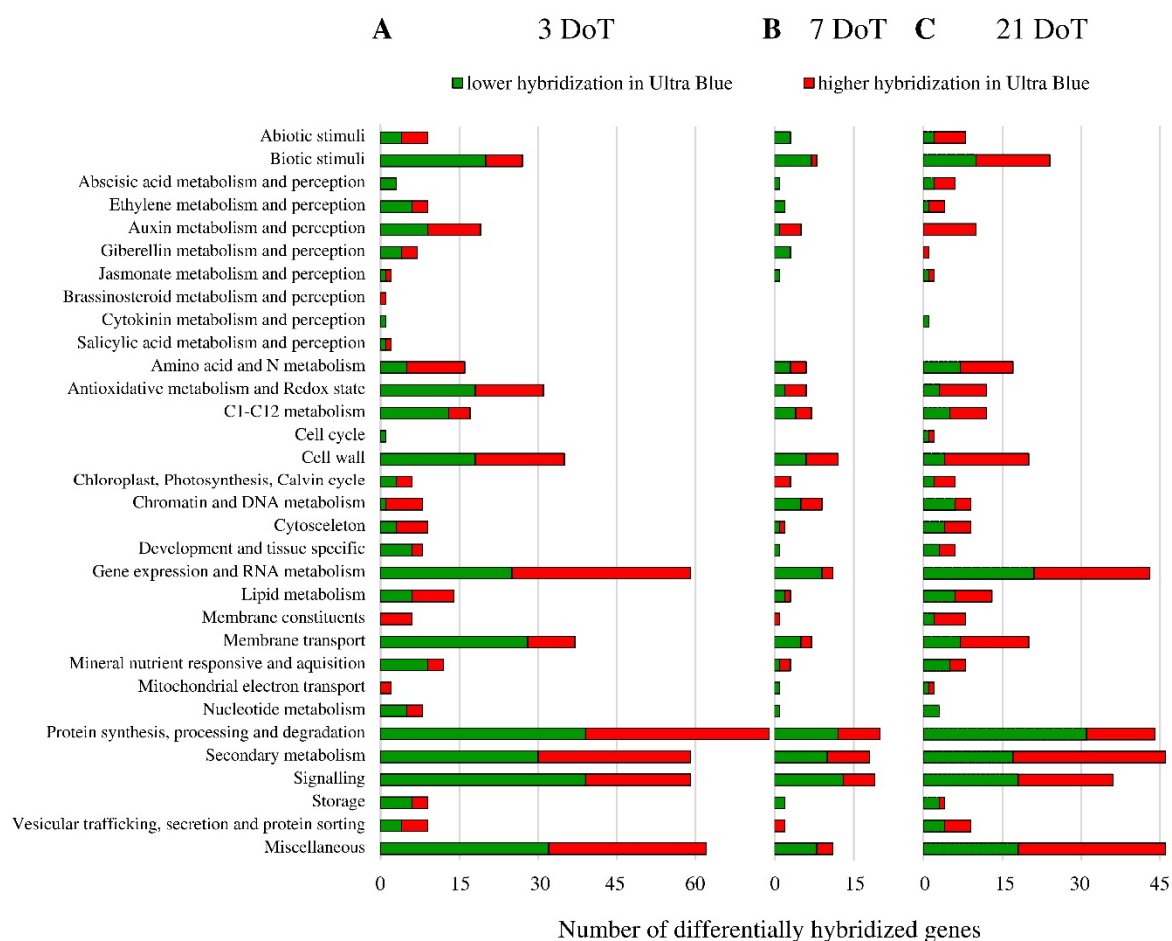 A 3 DoT B 7 DoT C 21 DoT
lower hybridization in Ultra Blue higher hybridization in Ultra Blue
Abiotic stimuli
Biotic stimuli
Abscisic acid metabolism and perception
Ethylene metabolism and perception
Auxin metabolism and perception
Giberellin metabolism and perception
Jasmonate metabolism and perception
Brassinosteroid metabolism and perception
Cytokinin metabolism and perception
Salicylic acid metabolism and perception
Amino acid and N metabolism
Antioxidative metabolism and Redox state
C1-C12 metabolism
Cell cycle
Cell wall
Chloroplast, Photosynthesis, Calvin cycle
Chromatin and DNA metabolism
Cytosceleton
Development and tissue specific
Gene expression and RNA metabolism
Lipid metabolism
Membrane constituents
Membrane transport
Mineral nutrient responsive and aquisition
Mitochondrial electron transport
Nucleotide metabolism
Protein synthesis, processing and degradation
Secondary metabolism
Signalling
Storage
Vesicular trafficking, secretion and protein sorting
Miscellaneous
0 15 30 45 60 0 15 0 15 30 45
Number of differentially hybridized genes